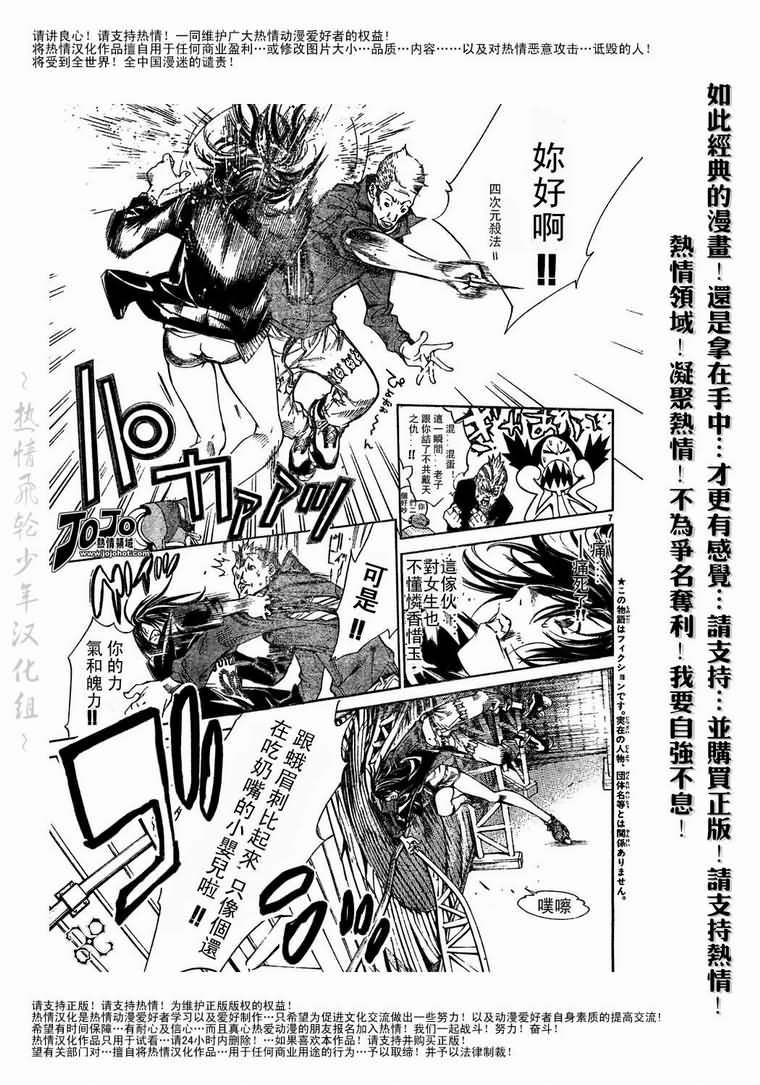 请讲良心！请支持热情！一同维护广大热情动漫爱好者的权益！
将热情汉化作品擅自用于任何商业盈利…或修改图片大小…品质…内容……以及对热情恶意攻击…诋毁的人！
将受到全世界！全中国漫迷的谴责！
如此經典的漫畫！還是拿在手中…才更有感覺…請支持…並購買正版！請支持熱情！
熱情領域！凝聚熱情！不為爭名奪利！我要自強不息！
妳好啊!!
四次元殺法
混．混蛋！
這一瞬間．老子
跟你結了不共戴天
之仇..!!
7
パカアアアッ
JOJO
熱情領域
www.jojohot.com
痛……
痛死了!!
這傢伙…
對女生也
不懂憐香惜玉
可是!!
你的力
氣和魄力!!
★この物語はフィクションです。実在の人物、団体名等とは関係ありません。
跟蛾眉刺比起來 只像個還
在吃奶嘴的小嬰兒啦!!
噗嚓
~热情飞轮少年汉化组~
请支持正版！请支持热情！为维护正版版权的权益！
热情汉化是热情动漫爱好者学习以及爱好制作…只希望为促进文化交流做出一些努力！以及动漫爱好者自身素质的提高交流！
希望有时间保障…有耐心及信心…而且真心热爱动漫的朋友报名加入热情！我们一起战斗！努力！奋斗！
热情汉化作品只用于试看…请24小时内删除！…如果喜欢本作品！请支持并购买正版！
望有关部门对…擅自将热情汉化作品…用于任何商业用途的行为…予以取缔！并予以法律制裁！